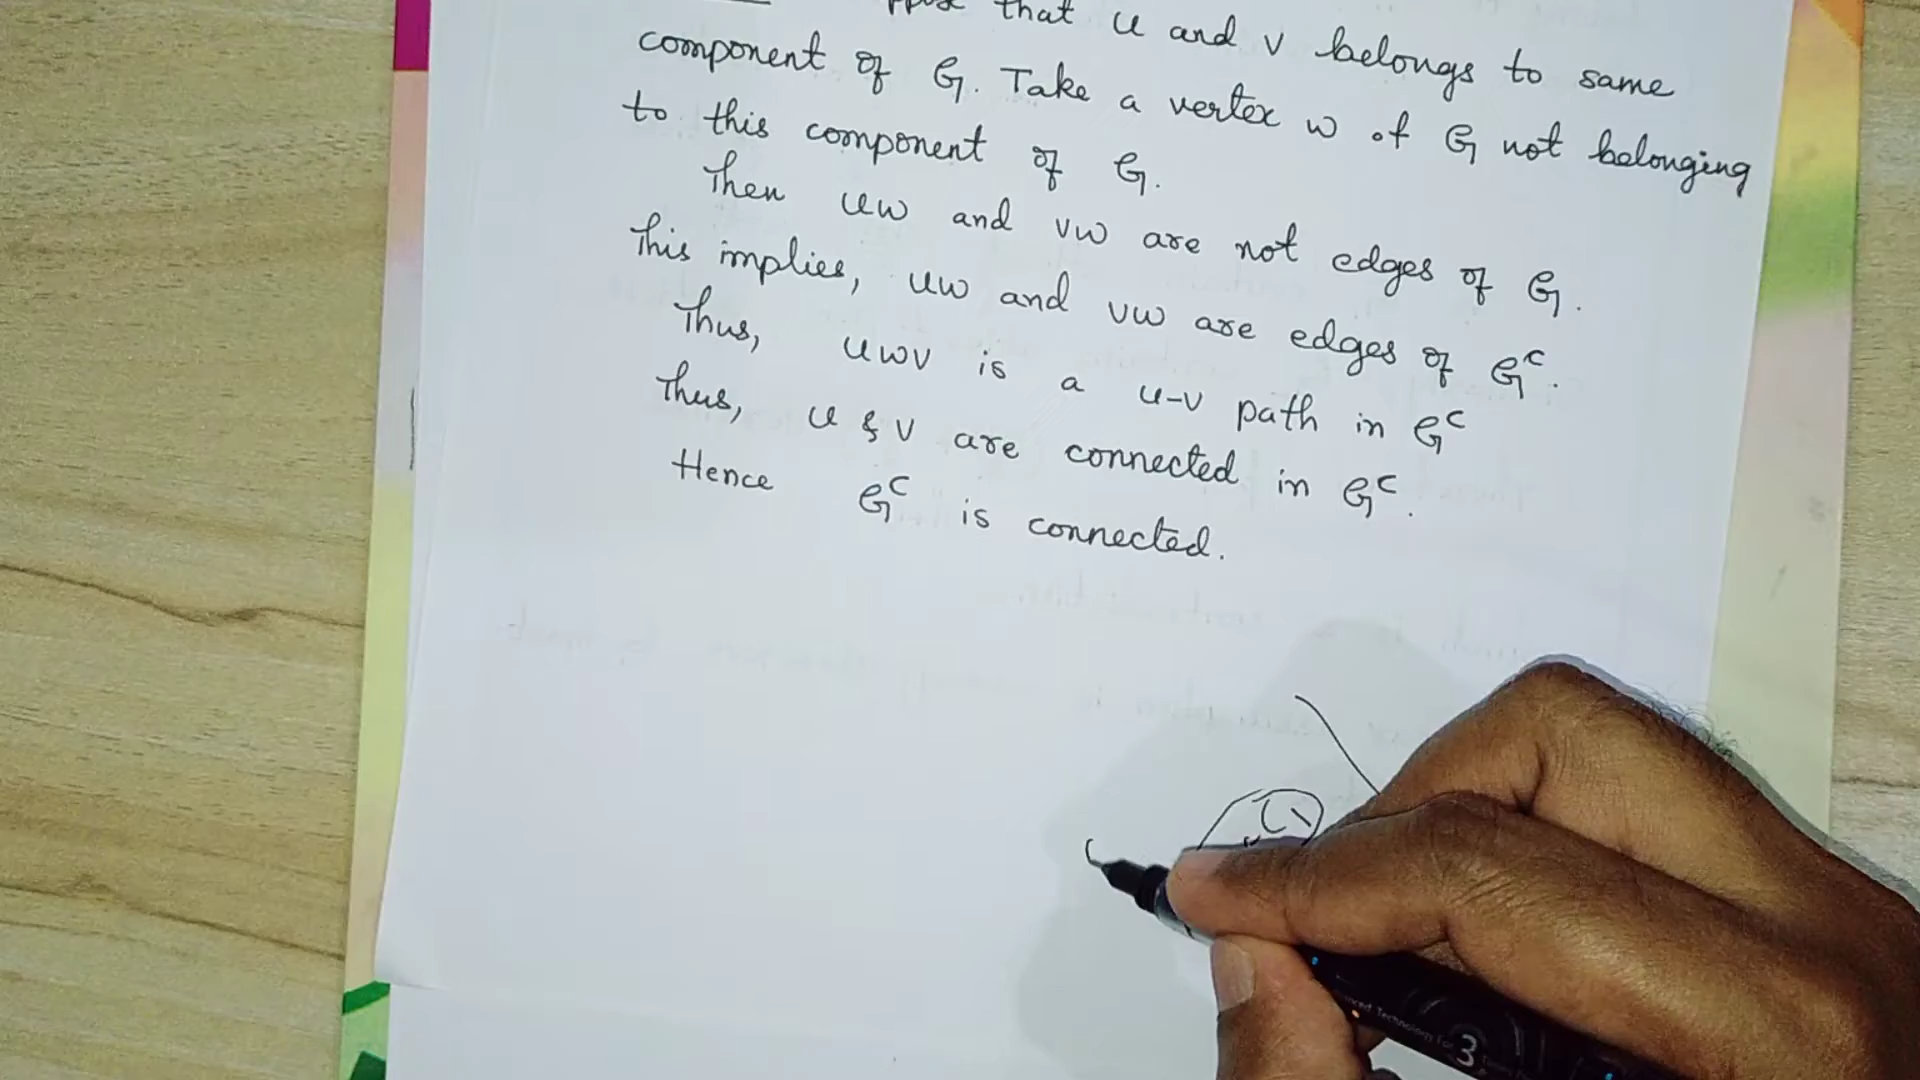 that u and v belongs to same
component of G. Take a vertex w of G not belonging
to this component of G.
Then uw and vw are not edges of G.
This implies, uw and vw are edges of G^c.
Thus, uwv is a u-v path in G^c
Thus, u & v are connected in G^c.
Hence G^c is connected.
3